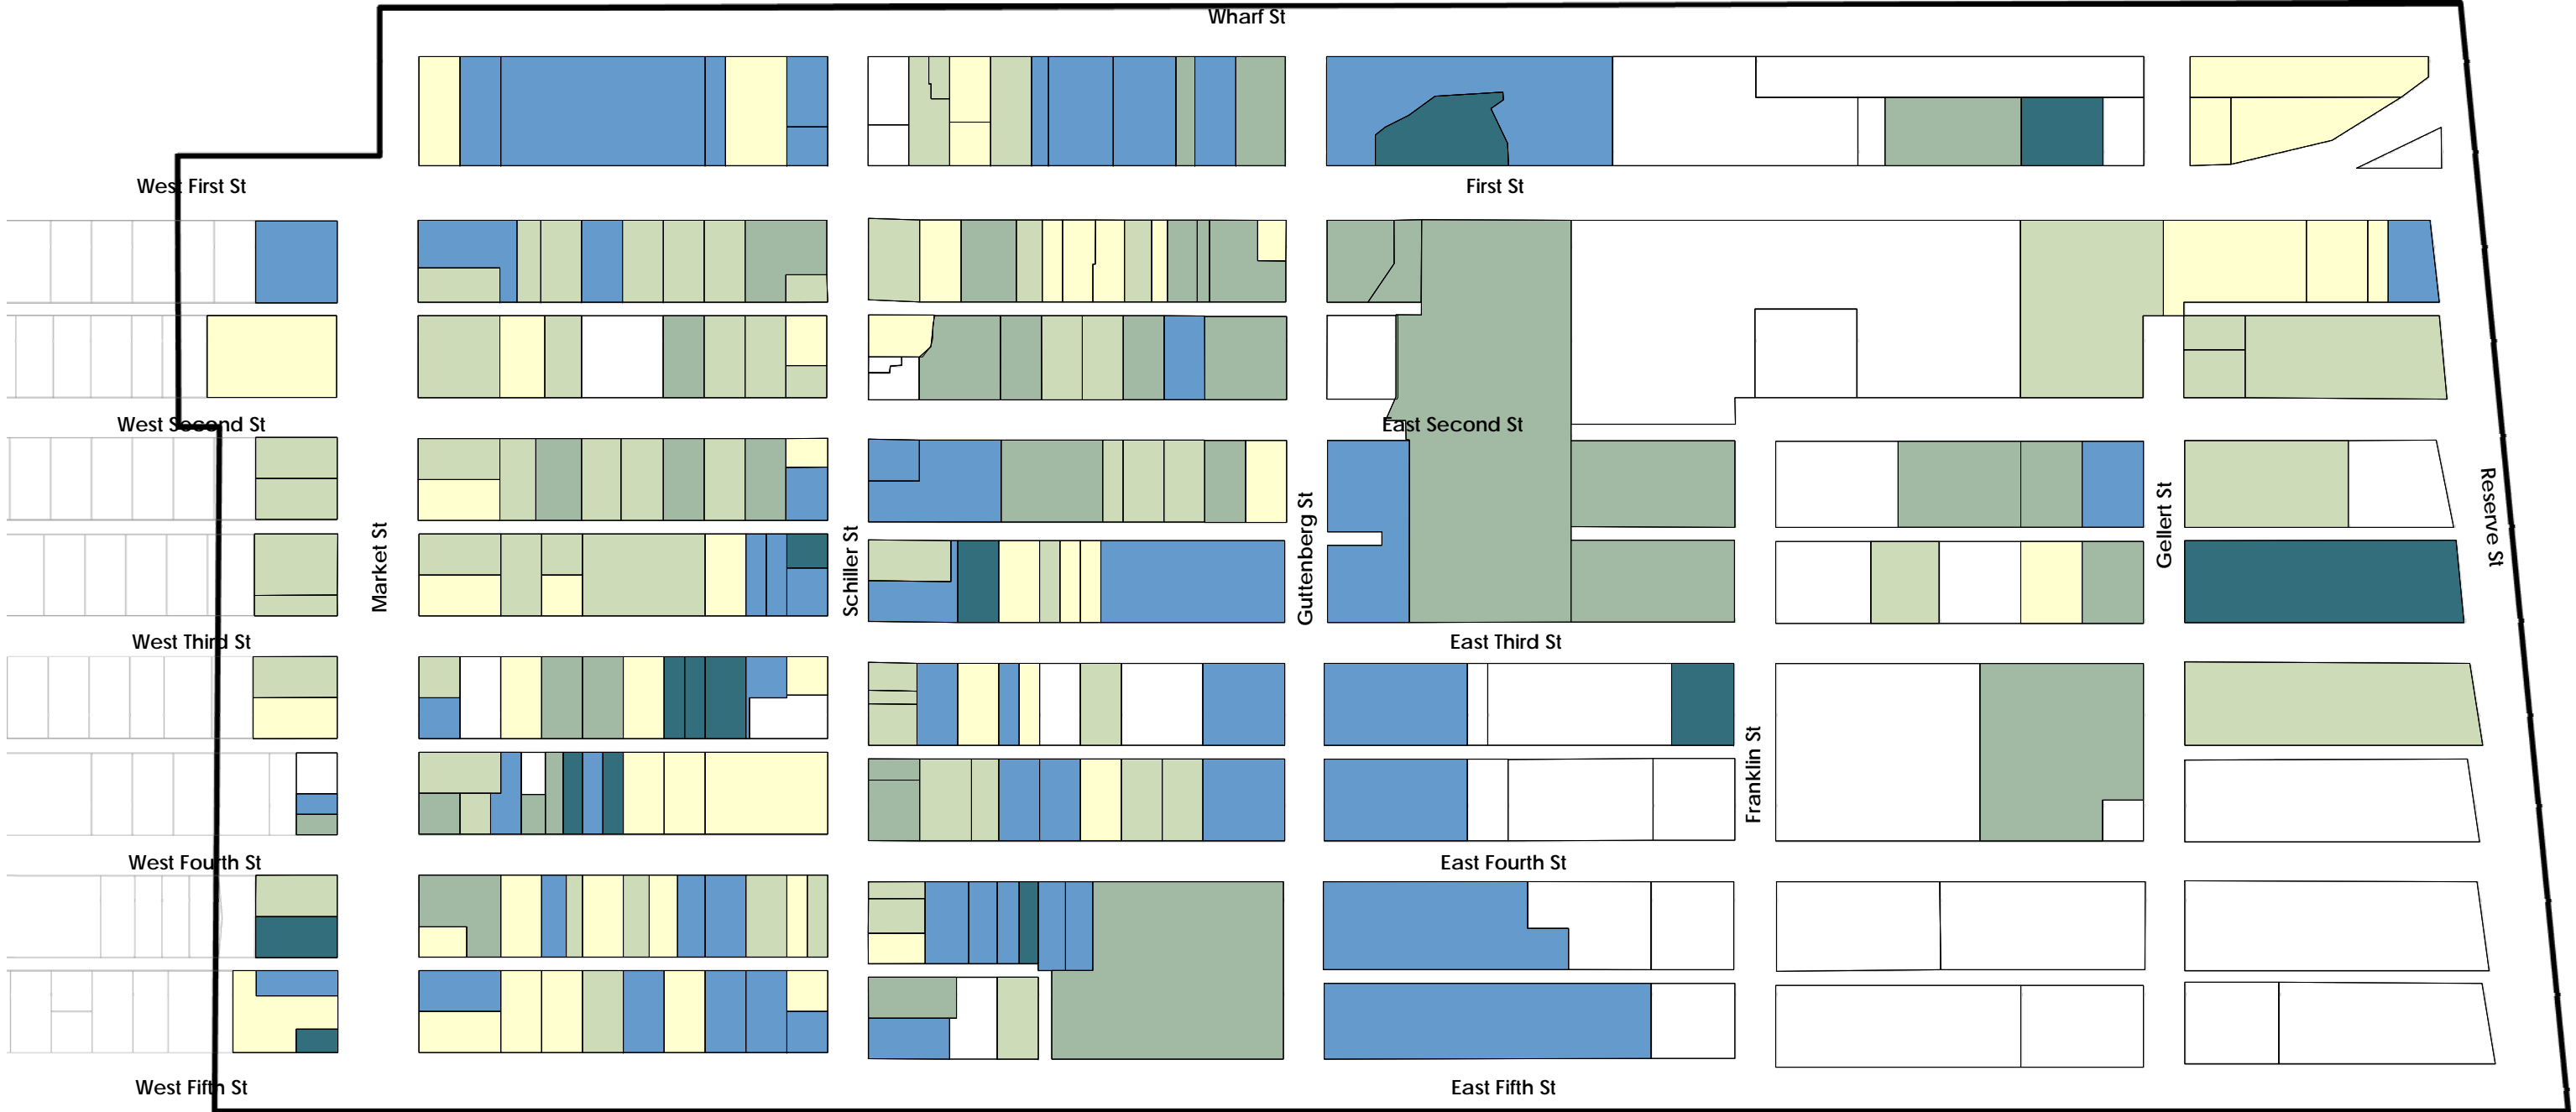 Wharf St
West First St
First St
West Second St
East Second St
Market St
Schiller St
Guttenberg St
Gellert St
Reserve St
West Third St
East Third St
Franklin St
West Fourth St
East Fourth St
West Fifth St
East Fifth St